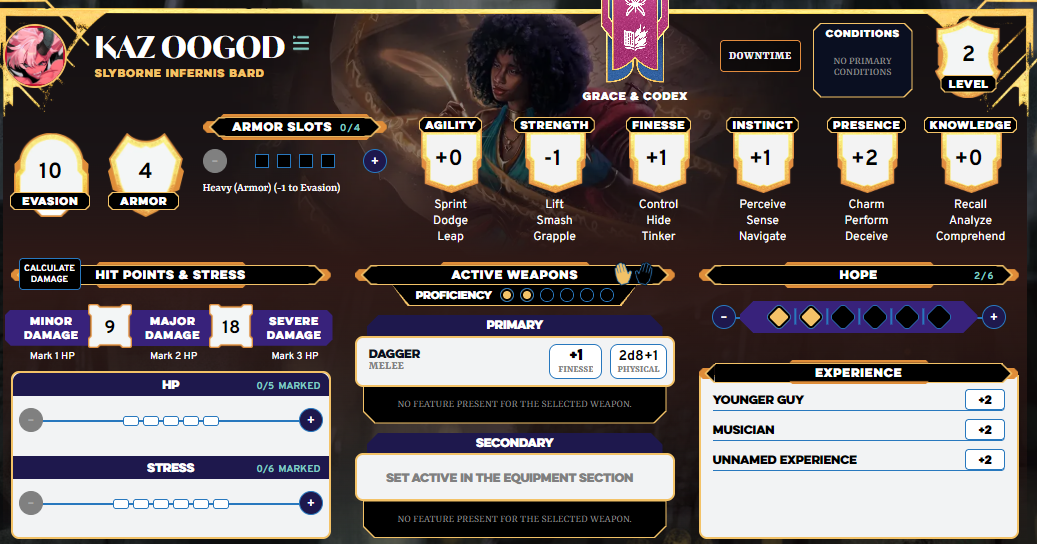 KAZ OOGOD
SLYBORNE INFERNIS BARD
GRACE & CODEX
DOWNTIME
CONDITIONS
NO PRIMARY
CONDITIONS
2
LEVEL
10
EVASION
4
ARMOR
ARMOR SLOTS 0/4
Heavy (Armor) (-1 to Evasion)
AGILITY
+0
Sprint
Dodge
Leap
STRENGTH
-1
Lift
Smash
Grapple
FINESSE
+1
Control
Hide
Tinker
INSTINCT
+1
Perceive
Sense
Navigate
PRESENCE
+2
Charm
Perform
Deceive
KNOWLEDGE
+0
Recall
Analyze
Comprehend
CALCULATE
DAMAGE
HIT POINTS & STRESS
MINOR
DAMAGE
Mark 1 HP
9
MAJOR
DAMAGE
Mark 2 HP
18
SEVERE
DAMAGE
Mark 3 HP
HP 0/5 MARKED
STRESS 0/6 MARKED
ACTIVE WEAPONS
PROFICIENCY
PRIMARY
DAGGER
MELEE
+1
FINESSE
2d8+1
PHYSICAL
NO FEATURE PRESENT FOR THE SELECTED WEAPON.
SECONDARY
SET ACTIVE IN THE EQUIPMENT SECTION
NO FEATURE PRESENT FOR THE SELECTED WEAPON.
HOPE 2/6
EXPERIENCE
YOUNGER GUY +2
MUSICIAN +2
UNNAMED EXPERIENCE +2